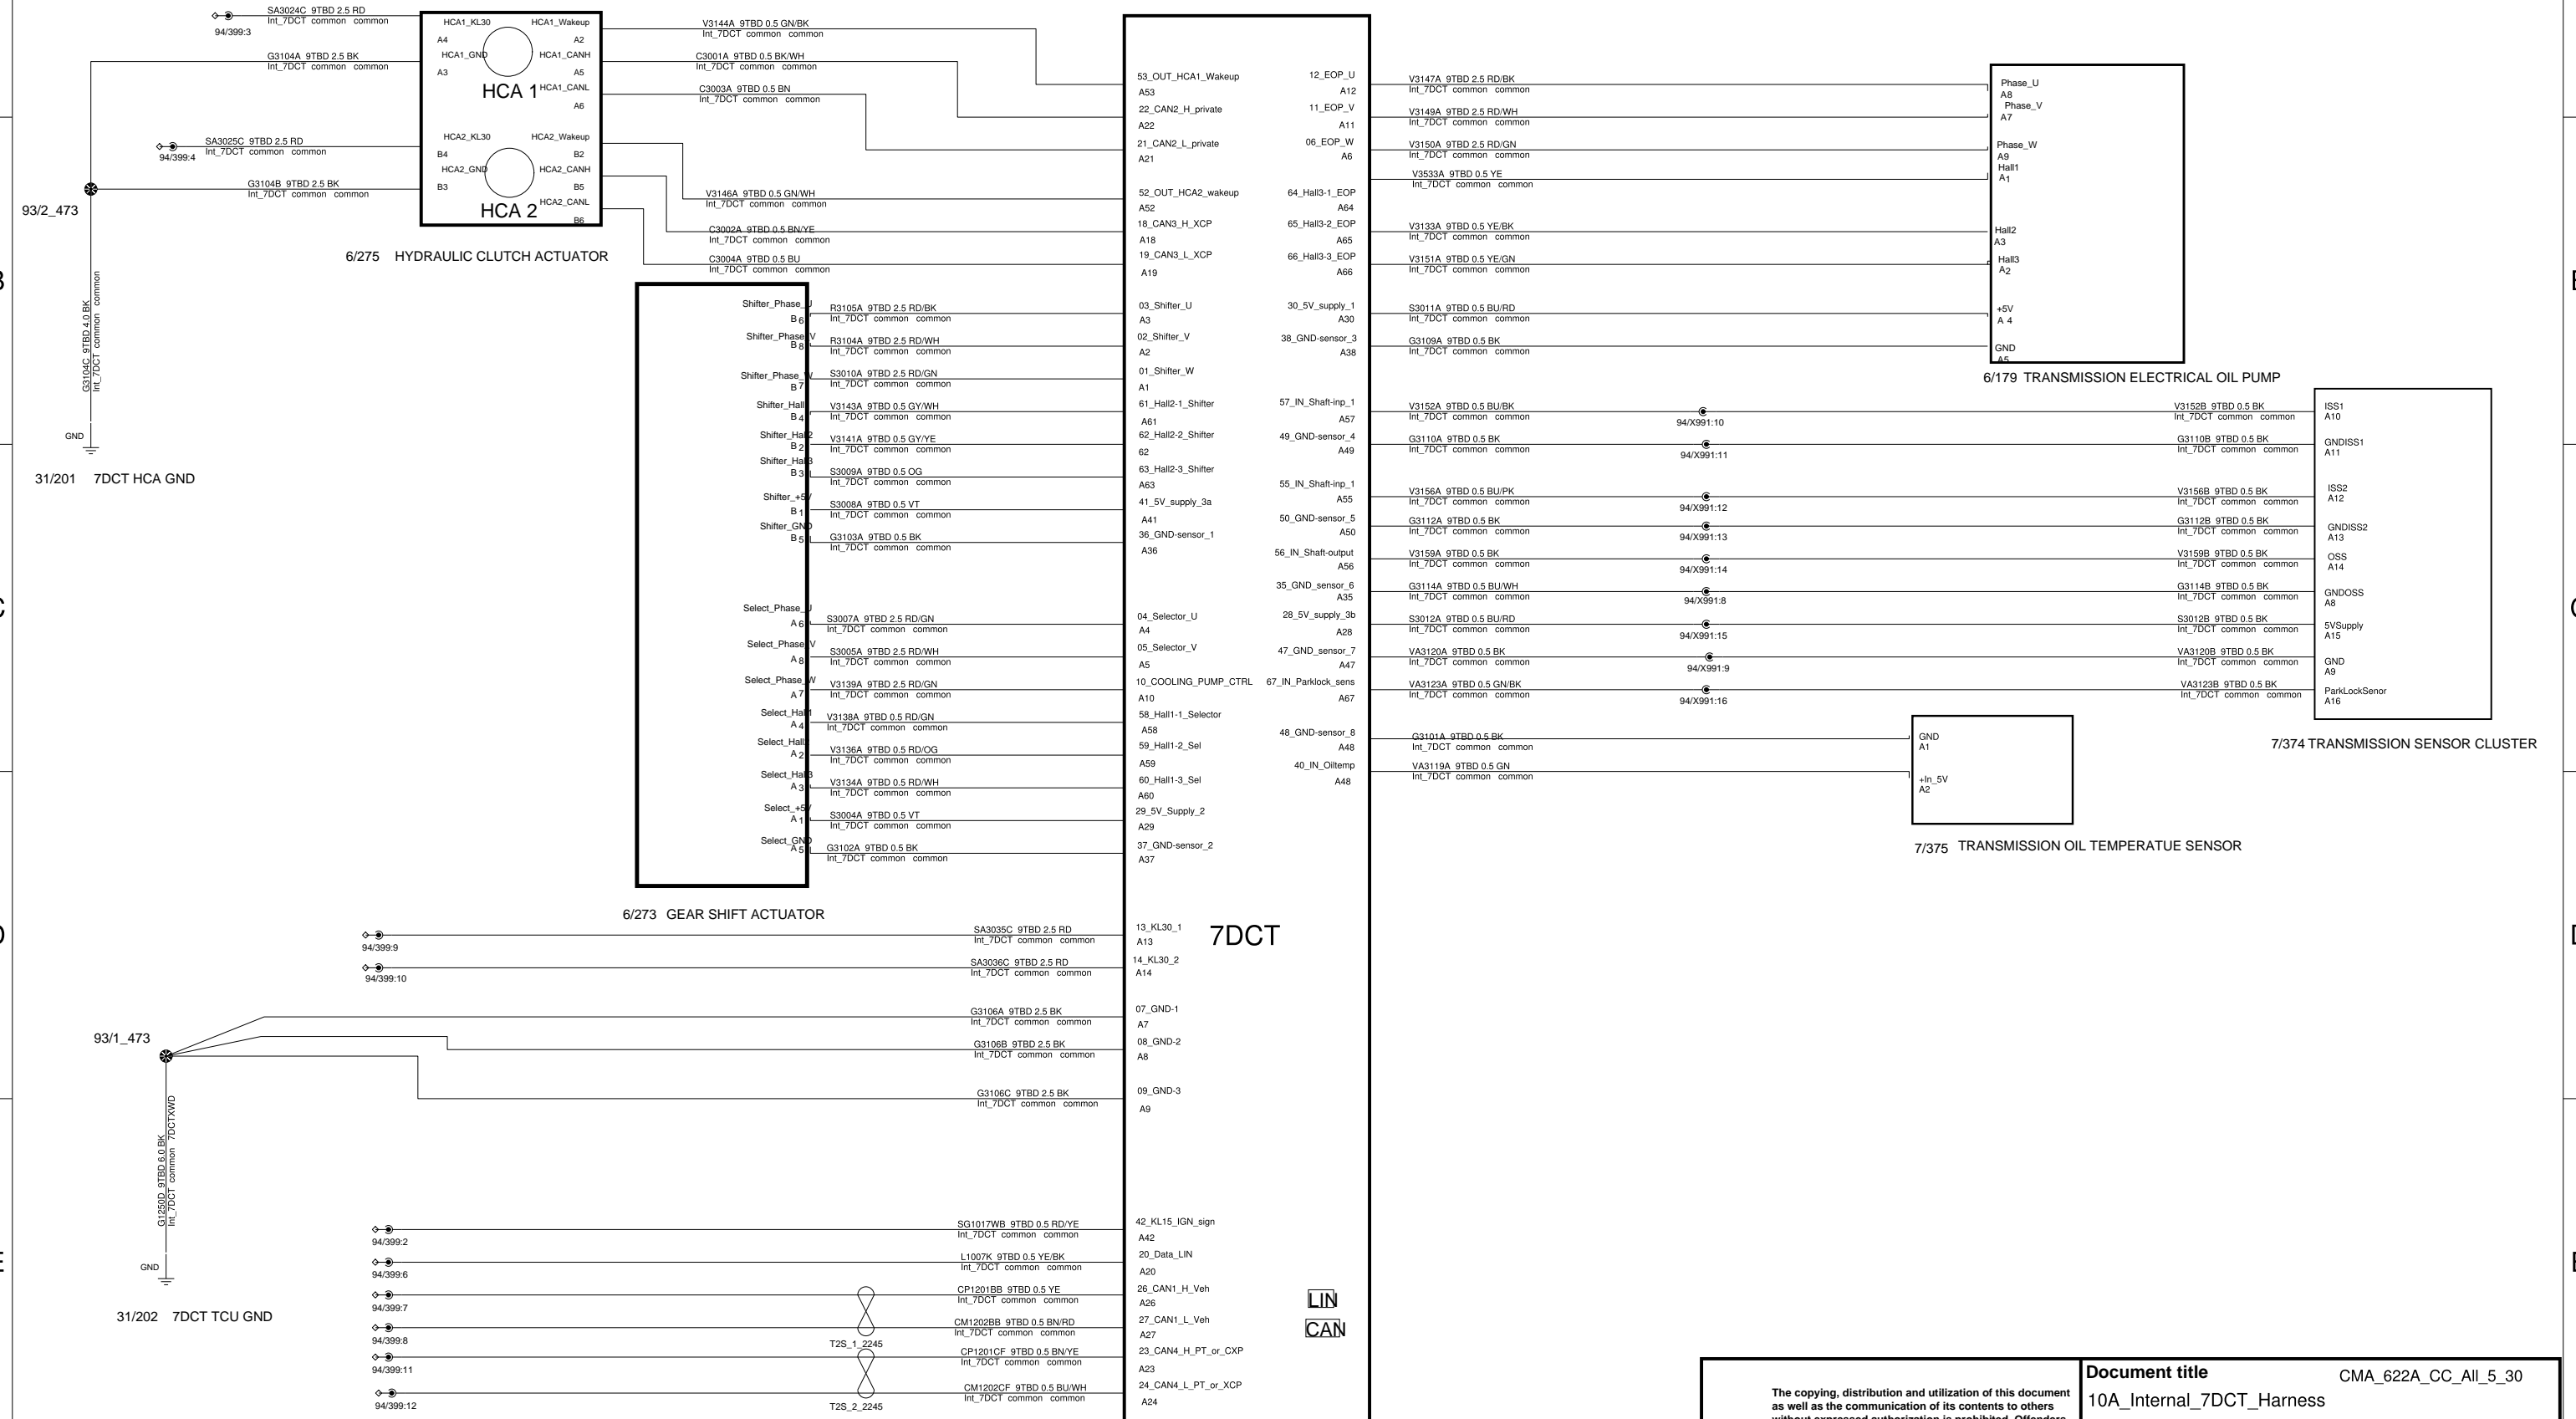 SA3024C 9TBD 2.5 RD
Int_7DCT common common
94/399:3
G3104A 9TBD 2.5 BK
Int_7DCT common common
SA3025C 9TBD 2.5 RD
Int_7DCT common common
94/399:4
G3104B 9TBD 2.5 BK
Int_7DCT common common
93/2_473
G3104C 9TBD 4.0 BK
Int_7DCT common common
GND
31/201 7DCT HCA GND
HCA1_KL30
A4
HCA1_GND
A3
HCA1_Wakeup
A2
HCA1_CANH
A5
HCA1_CANL
A6
HCA 1
HCA2_KL30
B4
HCA2_GND
B3
HCA2_Wakeup
B2
HCA2_CANH
B5
HCA2_CANL
B6
HCA 2
6/275 HYDRAULIC CLUTCH ACTUATOR
V3144A 9TBD 0.5 GN/BK
Int_7DCT common common
C3001A 9TBD 0.5 BK/WH
Int_7DCT common common
C3003A 9TBD 0.5 BN
Int_7DCT common common
V3146A 9TBD 0.5 GN/WH
Int_7DCT common common
C3002A 9TBD 0.5 BN/YE
Int_7DCT common common
C3004A 9TBD 0.5 BU
Int_7DCT common common
Shifter_Phase_U
B 6
Shifter_Phase_V
B 8
Shifter_Phase_W
B 7
Shifter_Hall
B 4
Shifter_Hall2
B 2
Shifter_Hall3
B 3
Shifter_+5V
B 1
Shifter_GND
B 5
Select_Phase_U
A 6
Select_Phase_V
A 8
Select_Phase_W
A 7
Select_Hall1
A 4
Select_Hall
A 2
Select_Hall3
A 3
Select_+5V
A 1
Select_GND
A 5
6/273 GEAR SHIFT ACTUATOR
R3105A 9TBD 2.5 RD/BK
Int_7DCT common common
R3104A 9TBD 2.5 RD/WH
Int_7DCT common common
S3010A 9TBD 2.5 RD/GN
Int_7DCT common common
V3143A 9TBD 0.5 GY/WH
Int_7DCT common common
V3141A 9TBD 0.5 GY/YE
Int_7DCT common common
S3009A 9TBD 0.5 OG
Int_7DCT common common
S3008A 9TBD 0.5 VT
Int_7DCT common common
G3103A 9TBD 0.5 BK
Int_7DCT common common
S3007A 9TBD 2.5 RD/GN
Int_7DCT common common
S3005A 9TBD 2.5 RD/WH
Int_7DCT common common
V3139A 9TBD 2.5 RD/GN
Int_7DCT common common
V3138A 9TBD 0.5 RD/GN
Int_7DCT common common
V3136A 9TBD 0.5 RD/OG
Int_7DCT common common
V3134A 9TBD 0.5 RD/WH
Int_7DCT common common
S3004A 9TBD 0.5 VT
Int_7DCT common common
G3102A 9TBD 0.5 BK
Int_7DCT common common
94/399:9
SA3035C 9TBD 2.5 RD
Int_7DCT common common
94/399:10
SA3036C 9TBD 2.5 RD
Int_7DCT common common
93/1_473
G3106A 9TBD 2.5 BK
Int_7DCT common common
G3106B 9TBD 2.5 BK
Int_7DCT common common
G3106C 9TBD 2.5 BK
Int_7DCT common common
G1250D 9TBD 6.0 BK
Int_7DCT common 7DCTXWD
GND
31/202 7DCT TCU GND
94/399:2
SG1017WB 9TBD 0.5 RD/YE
Int_7DCT common common
94/399:6
L1007K 9TBD 0.5 YE/BK
Int_7DCT common common
94/399:7
CP1201BB 9TBD 0.5 YE
Int_7DCT common common
94/399:8
CM1202BB 9TBD 0.5 BN/RD
Int_7DCT common common
T2S_1_2245
94/399:11
CP1201CF 9TBD 0.5 BN/YE
Int_7DCT common common
94/399:12
CM1202CF 9TBD 0.5 BU/WH
Int_7DCT common common
T2S_2_2245
53_OUT_HCA1_Wakeup
A53
22_CAN2_H_private
A22
21_CAN2_L_private
A21
52_OUT_HCA2_wakeup
A52
18_CAN3_H_XCP
A18
19_CAN3_L_XCP
A19
03_Shifter_U
A3
02_Shifter_V
A2
01_Shifter_W
A1
61_Hall2-1_Shifter
A61
62_Hall2-2_Shifter
62
63_Hall2-3_Shifter
A63
41_5V_supply_3a
A41
36_GND-sensor_1
A36
04_Selector_U
A4
05_Selector_V
A5
10_COOLING_PUMP_CTRL
A10
58_Hall1-1_Selector
A58
59_Hall1-2_Sel
A59
60_Hall1-3_Sel
A60
29_5V_Supply_2
A29
37_GND-sensor_2
A37
13_KL30_1
A13
14_KL30_2
A14
7DCT
07_GND-1
A7
08_GND-2
A8
09_GND-3
A9
42_KL15_IGN_sign
A42
20_Data_LIN
A20
26_CAN1_H_Veh
A26
27_CAN1_L_Veh
A27
23_CAN4_H_PT_or_CXP
A23
24_CAN4_L_PT_or_XCP
A24
LIN
CAN
12_EOP_U
A12
11_EOP_V
A11
06_EOP_W
A6
64_Hall3-1_EOP
A64
65_Hall3-2_EOP
A65
66_Hall3-3_EOP
A66
30_5V_supply_1
A30
38_GND-sensor_3
A38
57_IN_Shaft-inp_1
A57
49_GND-sensor_4
A49
55_IN_Shaft-inp_1
A55
50_GND-sensor_5
A50
56_IN_Shaft-output
A56
35_GND_sensor_6
A35
28_5V_supply_3b
A28
47_GND_sensor_7
A47
67_IN_Parklock_sens
A67
48_GND-sensor_8
A48
40_IN_Oiltemp
A48
V3147A 9TBD 2.5 RD/BK
Int_7DCT common common
V3149A 9TBD 2.5 RD/WH
Int_7DCT common common
V3150A 9TBD 2.5 RD/GN
Int_7DCT common common
V3533A 9TBD 0.5 YE
Int_7DCT common common
V3133A 9TBD 0.5 YE/BK
Int_7DCT common common
V3151A 9TBD 0.5 YE/GN
Int_7DCT common common
S3011A 9TBD 0.5 BU/RD
Int_7DCT common common
G3109A 9TBD 0.5 BK
Int_7DCT common common
Phase_U
A8
Phase_V
A7
Phase_W
A9
Hall1
A1
Hall2
A3
Hall3
A2
+5V
A 4
GND
A5
6/179 TRANSMISSION ELECTRICAL OIL PUMP
V3152A 9TBD 0.5 BU/BK
Int_7DCT common common
94/X991:10
V3152B 9TBD 0.5 BK
Int_7DCT common common
G3110A 9TBD 0.5 BK
Int_7DCT common common
94/X991:11
G3110B 9TBD 0.5 BK
Int_7DCT common common
V3156A 9TBD 0.5 BU/PK
Int_7DCT common common
94/X991:12
V3156B 9TBD 0.5 BK
Int_7DCT common common
G3112A 9TBD 0.5 BK
Int_7DCT common common
94/X991:13
G3112B 9TBD 0.5 BK
Int_7DCT common common
V3159A 9TBD 0.5 BK
Int_7DCT common common
94/X991:14
V3159B 9TBD 0.5 BK
Int_7DCT common common
G3114A 9TBD 0.5 BU/WH
Int_7DCT common common
94/X991:8
G3114B 9TBD 0.5 BK
Int_7DCT common common
S3012A 9TBD 0.5 BU/RD
Int_7DCT common common
94/X991:15
S3012B 9TBD 0.5 BK
Int_7DCT common common
VA3120A 9TBD 0.5 BK
Int_7DCT common common
94/X991:9
VA3120B 9TBD 0.5 BK
Int_7DCT common common
VA3123A 9TBD 0.5 GN/BK
Int_7DCT common common
94/X991:16
VA3123B 9TBD 0.5 BK
Int_7DCT common common
ISS1
A10
GNDISS1
A11
ISS2
A12
GNDISS2
A13
OSS
A14
GNDOSS
A8
5VSupply
A15
GND
A9
ParkLockSenor
A16
7/374 TRANSMISSION SENSOR CLUSTER
G3101A 9TBD 0.5 BK
Int_7DCT common common
VA3119A 9TBD 0.5 GN
Int_7DCT common common
GND
A1
+In_5V
A2
7/375 TRANSMISSION OIL TEMPERATUE SENSOR
The copying, distribution and utilization of this document
as well as the communication of its contents to others
without expressed authorization is prohibited. Offenders
Document title
CMA_622A_CC_All_5_30
10A_Internal_7DCT_Harness